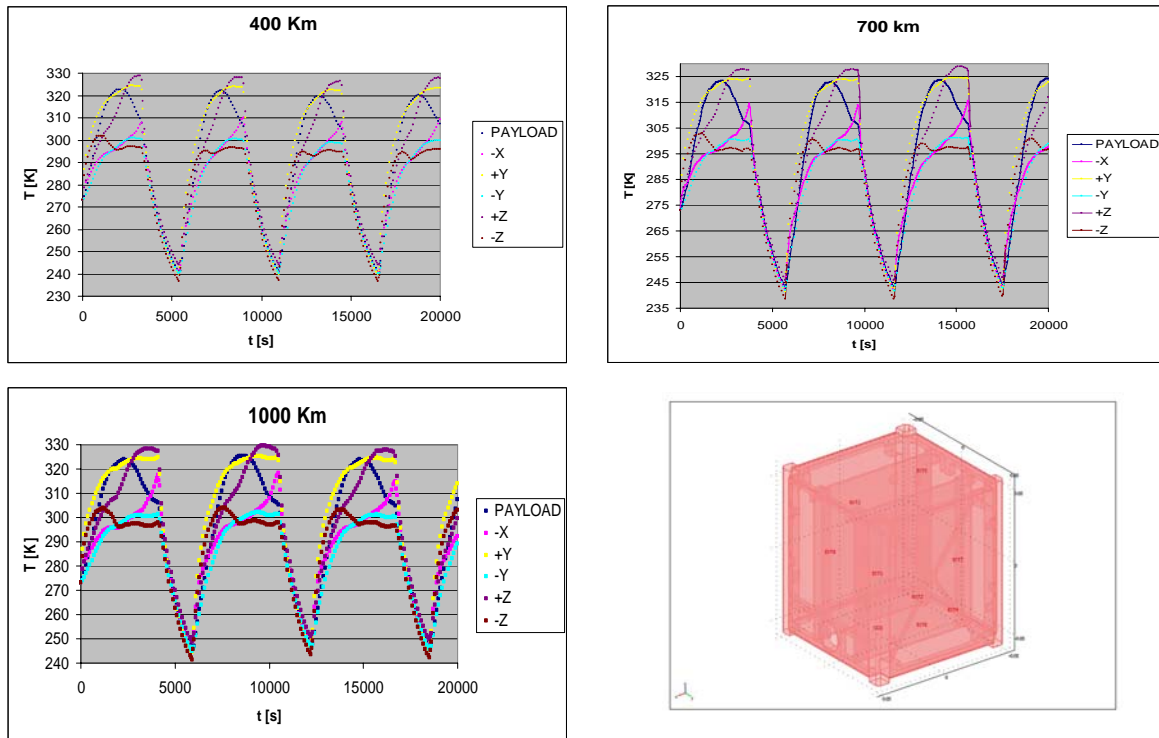 400 Km
330
320
310
300
290
280
270
260
250
240
230
T [K]
0
5000
10000
15000
20000
t [s]
PAYLOAD
-X
+Y
-Y
+Z
-Z
700 km
325
315
305
295
285
275
265
255
245
235
T [K]
0
5000
10000
15000
20000
t [s]
PAYLOAD
-X
+Y
-Y
+Z
-Z
1000 Km
330
320
310
300
290
280
270
260
250
240
T [K]
0
5000
10000
15000
20000
t [s]
PAYLOAD
-X
+Y
-Y
+Z
-Z